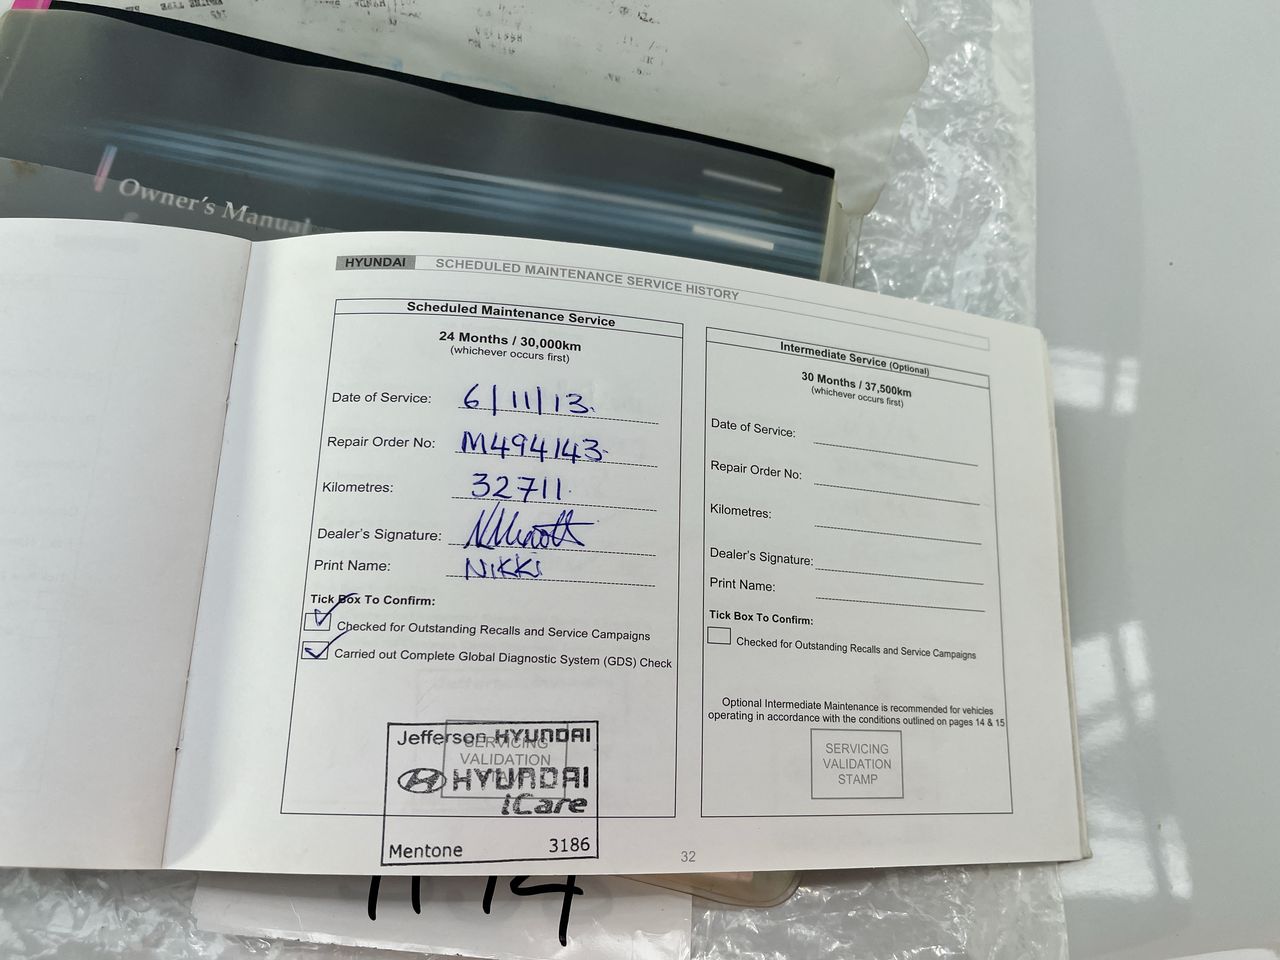 Owner's Manual
HYUNDAI SCHEDULED MAINTENANCE SERVICE HISTORY
Scheduled Maintenance Service
24 Months / 30,000km
(whichever occurs first)
Date of Service: 6/11/13.
Repair Order No: M494143.
Kilometres: 32711.
Dealer's Signature:
Print Name: NIKKI
Tick Box To Confirm:
Checked for Outstanding Recalls and Service Campaigns
Carried out Complete Global Diagnostic System (GDS) Check
Jefferson HYUNDAI
SERVICING
VALIDATION
HYUNDAI
iCare
Mentone 3186
Intermediate Service (Optional)
30 Months / 37,500km
(whichever occurs first)
Date of Service:
Repair Order No:
Kilometres:
Dealer's Signature:
Print Name:
Tick Box To Confirm:
Checked for Outstanding Recalls and Service Campaigns
Optional Intermediate Maintenance is recommended for vehicles
operating in accordance with the conditions outlined on pages 14 & 15
SERVICING
VALIDATION
STAMP
32